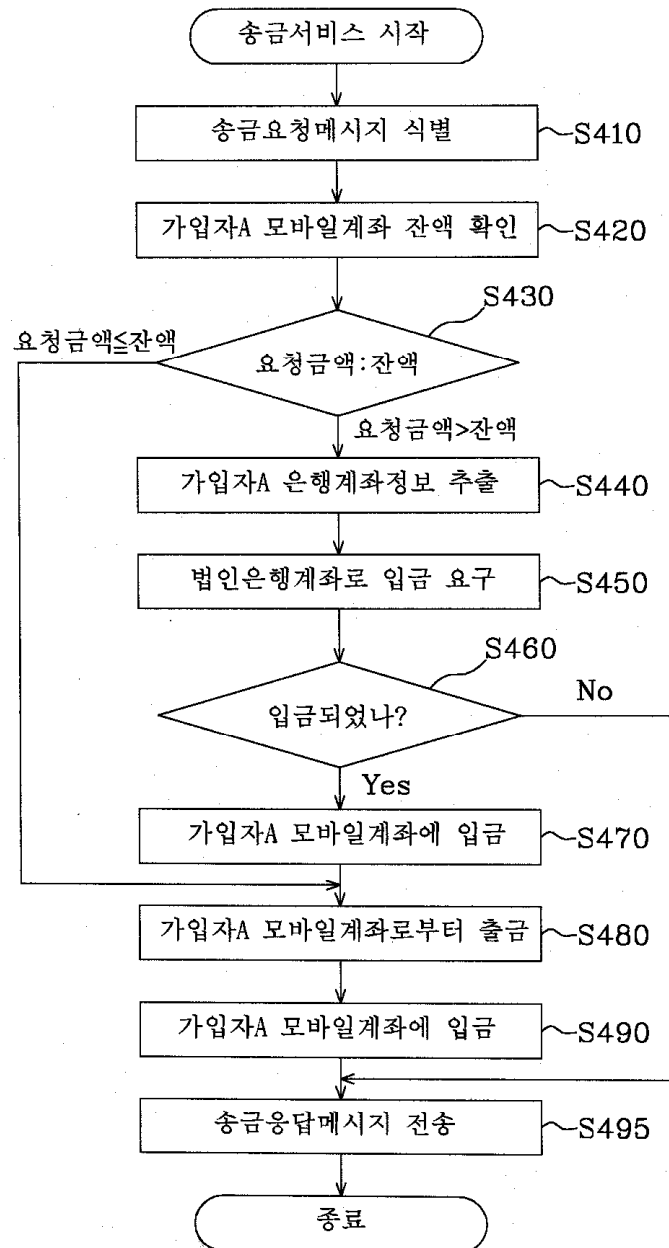 송금서비스 시작
송금요청메시지 식별
S410
가입자A 모바일계좌 잔액 확인
S420
S430
요청금액≦잔액
요청금액:잔액
요청금액>잔액
가입자A 은행계좌정보 추출
S440
법인은행계좌로 입금 요구
S450
S460
No
입금되었나?
Yes
가입자A 모바일계좌에 입금
S470
가입자A 모바일계좌로부터 출금
S480
가입자A 모바일계좌에 입금
S490
송금응답메시지 전송
S495
종료